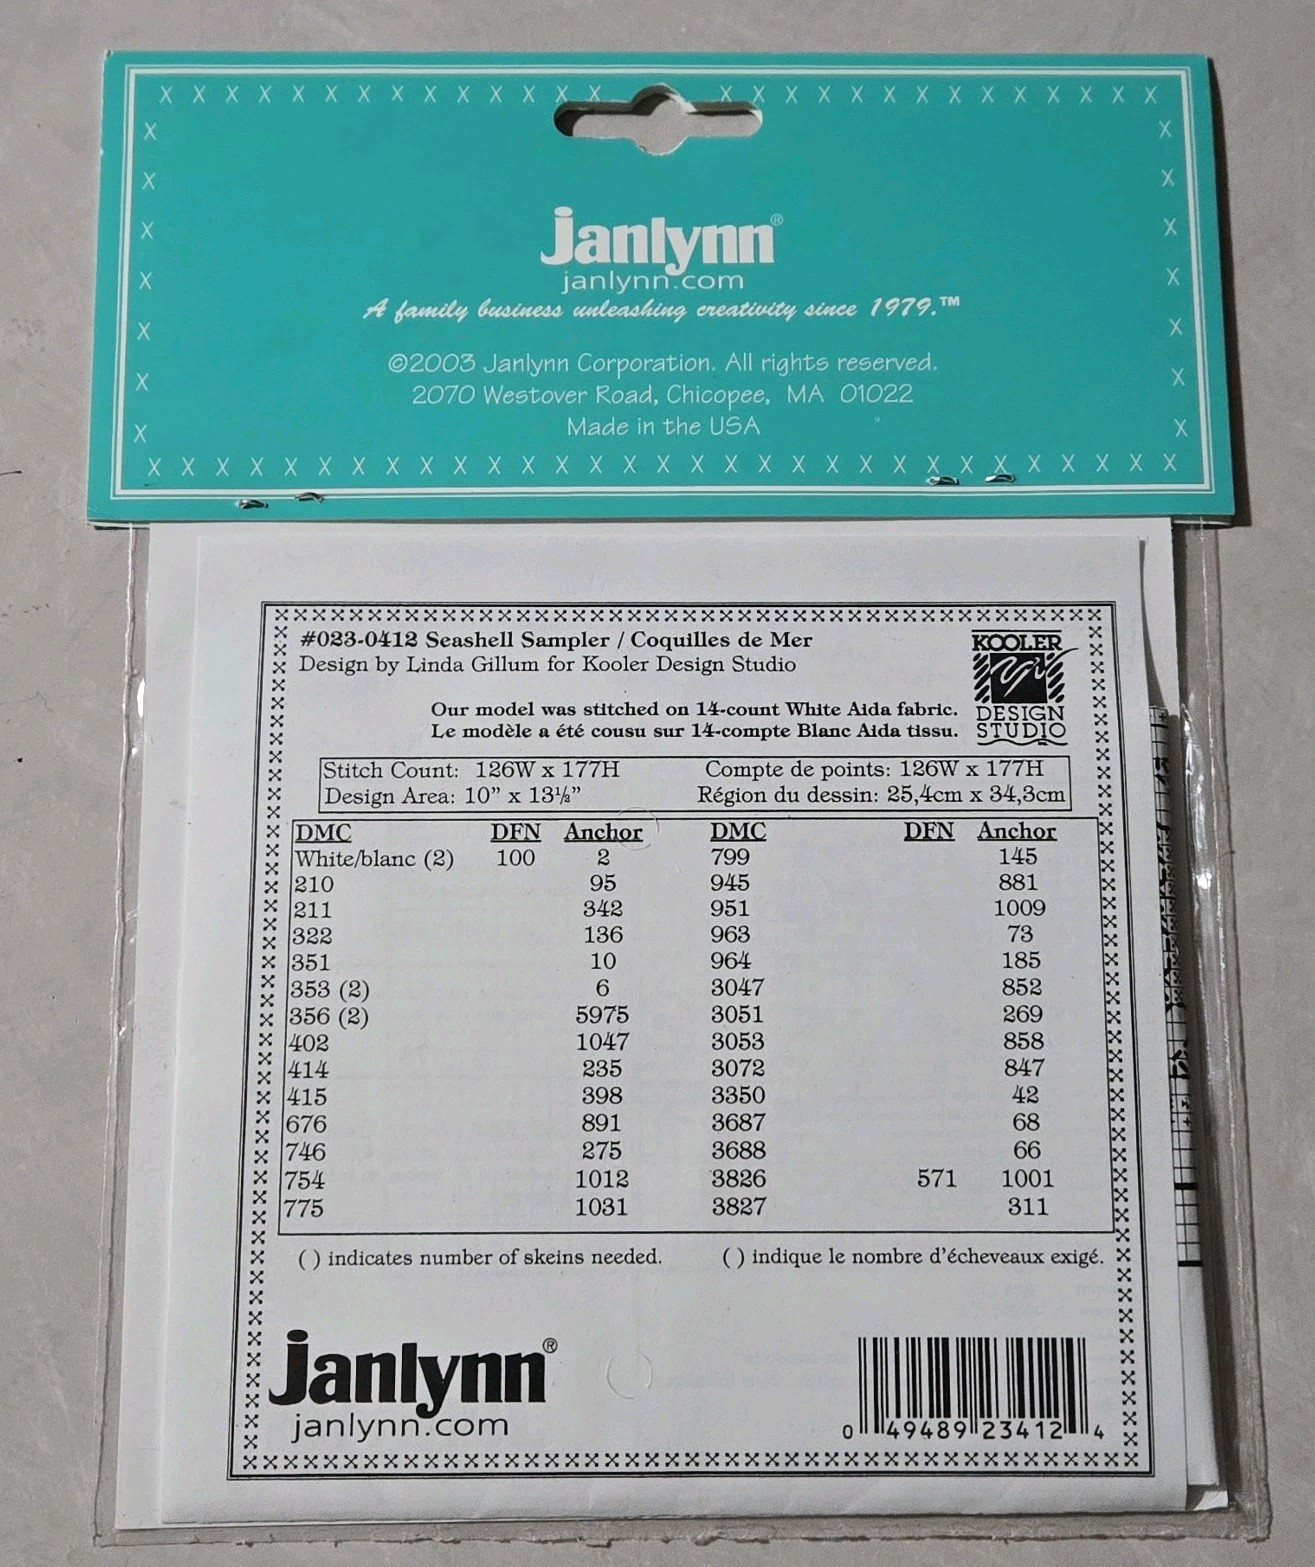 janlynn®
janlynn.com
A family business unleashing creativity since 1979.™
©2003 Janlynn Corporation. All rights reserved.
2070 Westover Road, Chicopee, MA 01022
Made in the USA
#023-0412 Seashell Sampler / Coquilles de Mer
Design by Linda Gillum for Kooler Design Studio
KOOLER
DESIGN
STUDIO
Our model was stitched on 14-count White Aida fabric.
Le modèle a été cousu sur 14-compte Blanc Aida tissu.
Stitch Count: 126W x 177H Compte de points: 126W x 177H
Design Area: 10" x 13½" Région du dessin: 25,4cm x 34,3cm
DMC DFN Anchor DMC DFN Anchor
White/blanc (2) 100 2 799 145
210 95 945 881
211 342 951 1009
322 136 963 73
351 10 964 185
353 (2) 6 3047 852
356 (2) 5975 3051 269
402 1047 3053 858
414 235 3072 847
415 398 3350 42
676 891 3687 68
746 275 3688 66
754 1012 3826 571 1001
775 1031 3827 311
( ) indicates number of skeins needed. ( ) indique le nombre d'écheveaux exigé.
janlynn®
janlynn.com
0 49489 23412 4